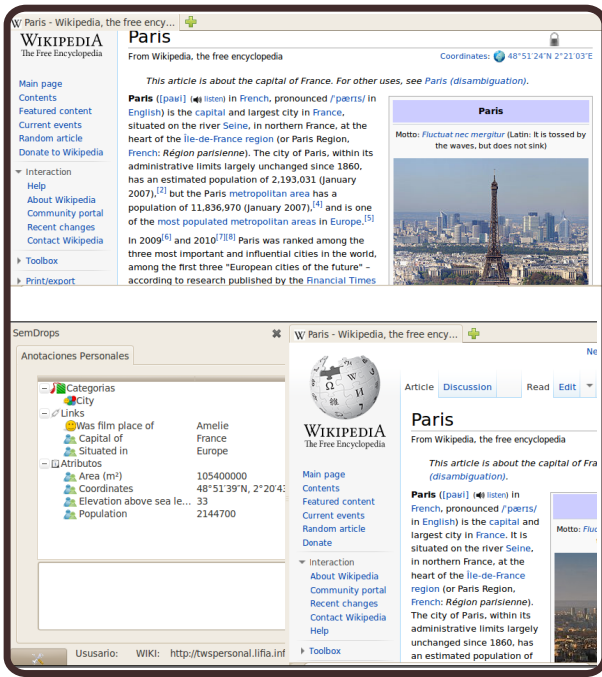 W Paris - Wikipedia, the free ency...
WIKIPEDIA
The Free Encyclopedia
Main page
Contents
Featured content
Current events
Random article
Donate to Wikipedia
Interaction
Help
About Wikipedia
Community portal
Recent changes
Contact Wikipedia
Toolbox
Print/export
Paris
From Wikipedia, the free encyclopedia
Coordinates: 48°51′24″N 2°21′03″E
This article is about the capital of France. For other uses, see Paris (disambiguation).
Paris ([paʁi] (listen) in French, pronounced /ˈpærɪs/ in
English) is the capital and largest city in France,
situated on the river Seine, in northern France, at the
heart of the Île-de-France region (or Paris Region,
French: Région parisienne). The city of Paris, within its
administrative limits largely unchanged since 1860,
has an estimated population of 2,193,031 (January
2007),[2] but the Paris metropolitan area has a
population of 11,836,970 (January 2007),[4] and is one
of the most populated metropolitan areas in Europe.[5]
In 2009[6] and 2010[7][8] Paris was ranked among the
three most important and influential cities in the world,
among the first three "European cities of the future" –
according to research published by the Financial Times
Paris
Motto: Fluctuat nec mergitur (Latin: It is tossed by
the waves, but does not sink)
SemDrops
Anotaciones Personales
Categorias
City
Links
Was film place of Amelie
Capital of France
Situated in Europe
Atributos
Area (m²) 105400000
Coordinates 48°51'39"N, 2°20'43
Elevation above sea le... 33
Population 2144700
Ususario: WIKI: http://twspersonal.lifia.inf
W Paris - Wikipedia, the free ency...
Ω W И 維 7
WIKIPEDIA
The Free Encyclopedia
Main page
Contents
Featured content
Current events
Random article
Donate
Interaction
About Wikipedia
Community portal
Recent changes
Contact Wikipedia
Help
Toolbox
Ne
Article Discussion Read Edit
Paris
From Wikipedia, the free encyclopedia
This article is about the capital of Fra
(disambiguation).
Paris ([paʁi] (listen) in
French, pronounced /ˈpærɪs/
in English) is the capital and
largest city in France. It is
situated on the river Seine,
in northern France, at the
heart of the Île-de-France
region (or Paris Region,
French: Région parisienne).
The city of Paris, within its
administrative limits largely
unchanged since 1860, has
an estimated population of
Motto: Fluc